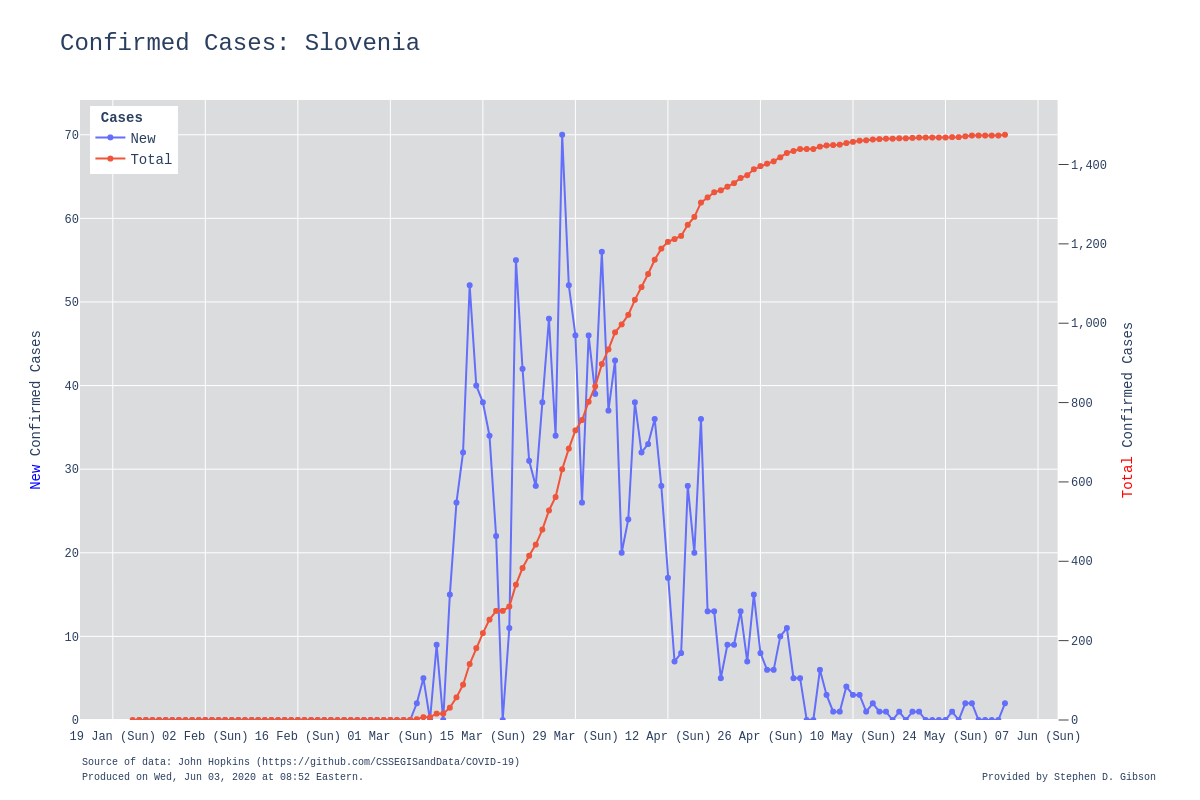 Confirmed Cases: Slovenia
Cases
New
Total
70
60
50
40
30
20
10
0
New Confirmed Cases
1,400
1,200
1,000
800
600
400
200
0
Total Confirmed Cases
19 Jan (Sun) 02 Feb (Sun) 16 Feb (Sun) 01 Mar (Sun) 15 Mar (Sun) 29 Mar (Sun) 12 Apr (Sun) 26 Apr (Sun) 10 May (Sun) 24 May (Sun) 07 Jun (Sun)
Source of data: John Hopkins (https://github.com/CSSEGISandData/COVID-19)
Produced on Wed, Jun 03, 2020 at 08:52 Eastern.
Provided by Stephen D. Gibson